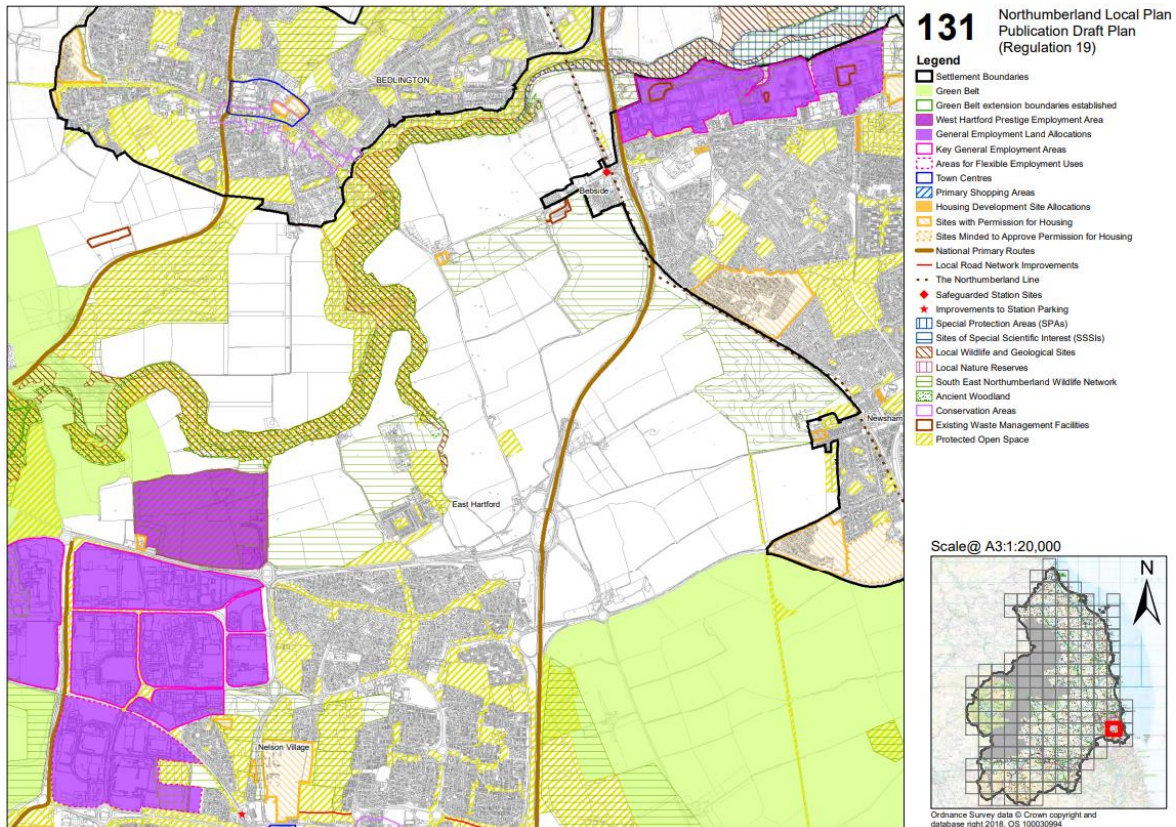 131
Northumberland Local Plan
Publication Draft Plan
(Regulation 19)
Legend
Settlement Boundaries
Green Belt
Green Belt extension boundaries established
West Hartford Prestige Employment Area
General Employment Land Allocations
Key General Employment Areas
Areas for Flexible Employment Uses
Town Centres
Primary Shopping Areas
Housing Development Site Allocations
Sites with Permission for Housing
Sites Minded to Approve Permission for Housing
National Primary Routes
Local Road Network Improvements
The Northumberland Line
Safeguarded Station Sites
Improvements to Station Parking
Special Protection Areas (SPAs)
Sites of Special Scientific Interest (SSSIs)
Local Wildlife and Geological Sites
Local Nature Reserves
South East Northumberland Wildlife Network
Ancient Woodland
Conservation Areas
Existing Waste Management Facilities
Protected Open Space
BEDLINGTON
Bebside
Newsham
East Hartford
Nelson Village
Scale@ A3:1:20,000
N
Ordnance Survey data © Crown copyright and
database right 2018, OS 100030994